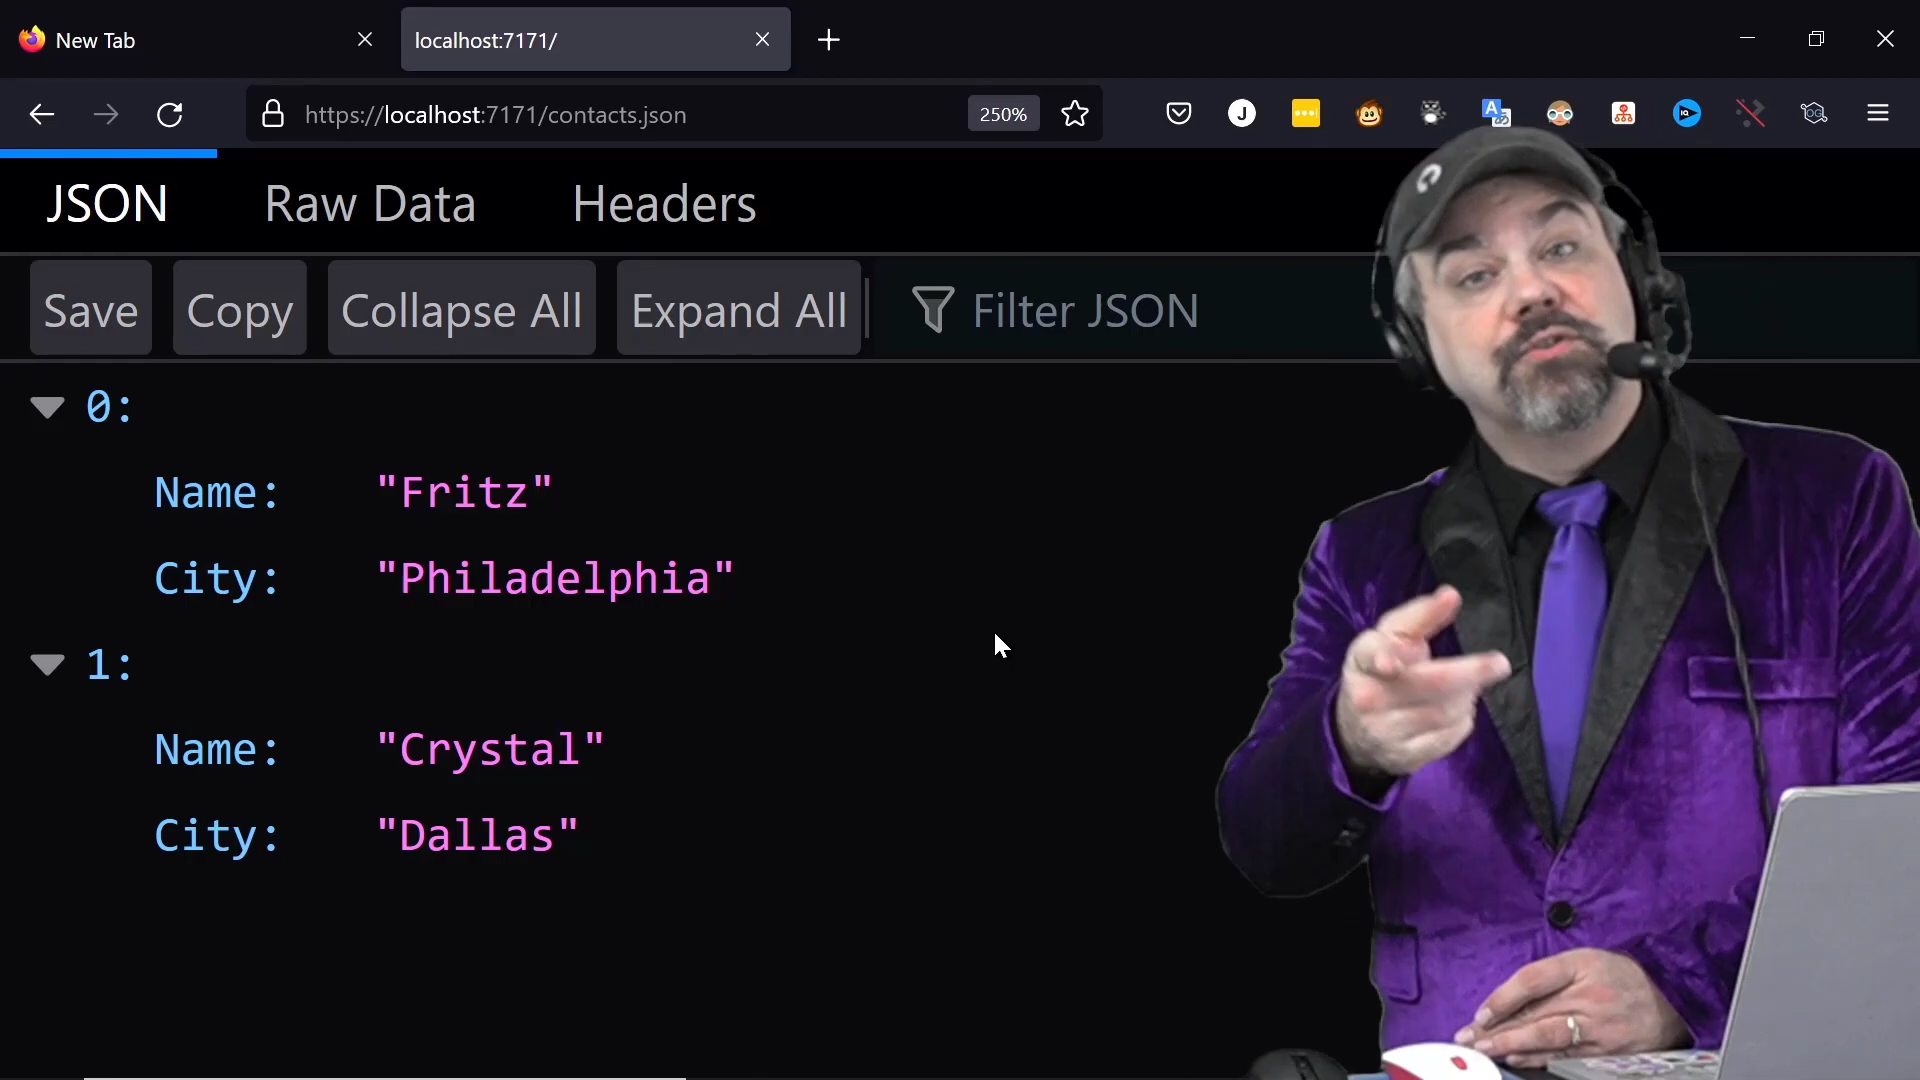 New Tab
localhost:7171/
https://localhost:7171/contacts.json
250%
JSON Raw Data Headers
Save Copy Collapse All Expand All Filter JSON
0:
Name: "Fritz"
City: "Philadelphia"
1:
Name: "Crystal"
City: "Dallas"